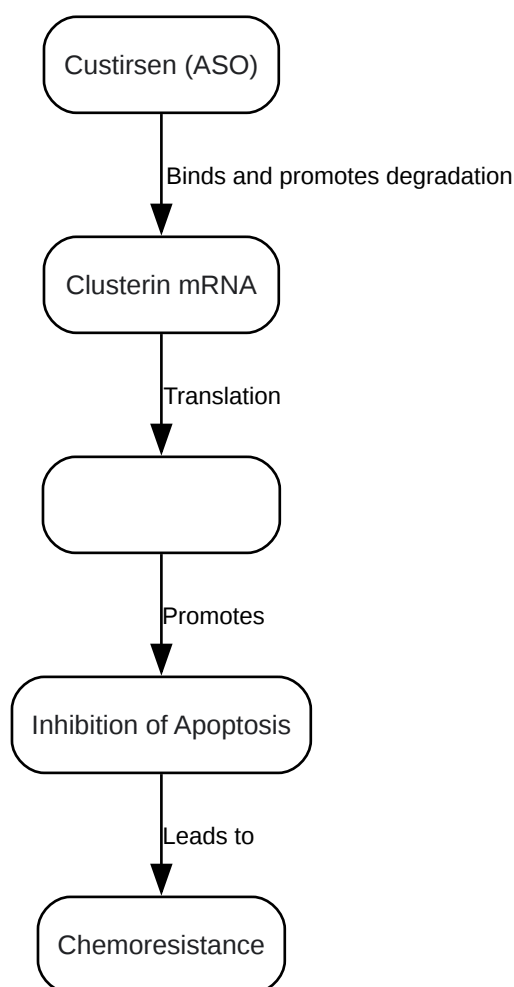 Custirsen (ASO)
Binds and promotes degradation
Clusterin mRNA
Translation
Promotes
Inhibition of Apoptosis
Leads to
Chemoresistance